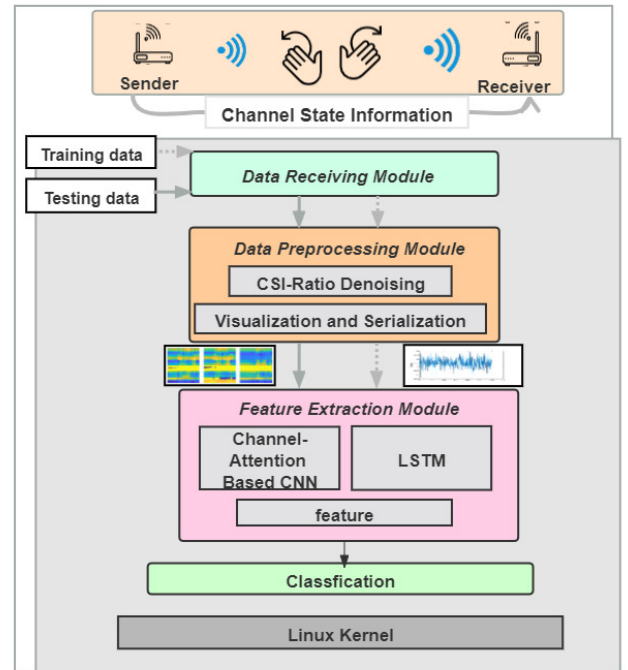 Sender
Receiver
Channel State Information
Training data
Testing data
Data Receiving Module
Data Preprocessing Module
CSI-Ratio Denoising
Visualization and Serialization
Feature Extraction Module
Channel-
Attention
Based CNN
LSTM
feature
Classfication
Linux Kernel